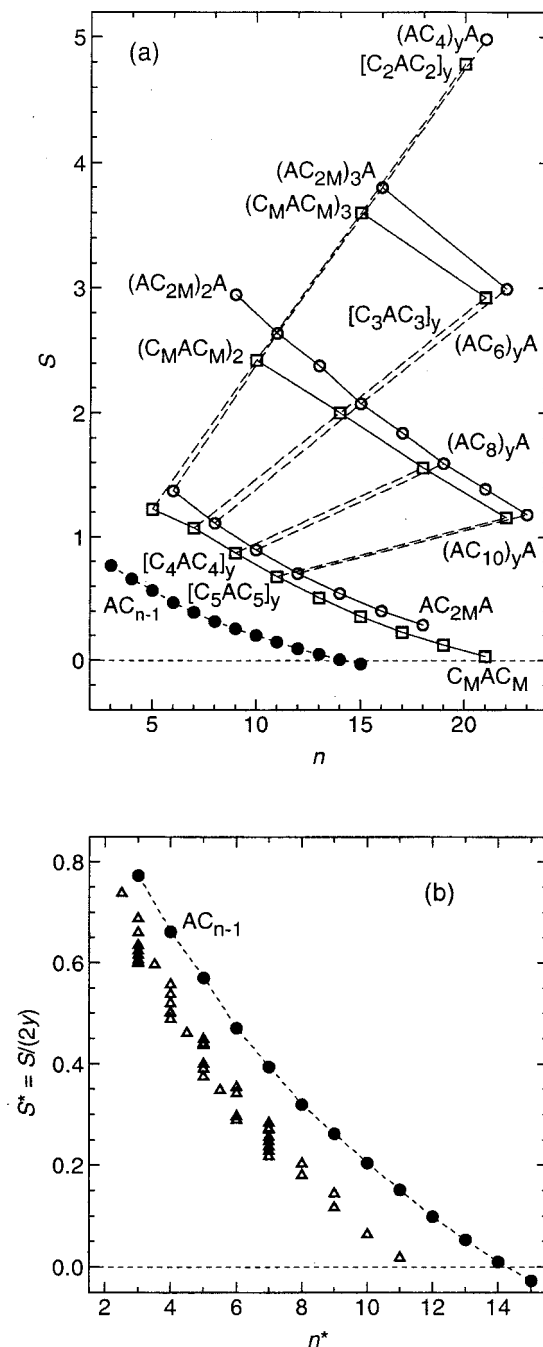 (a)
(AC4)yA
[C2AC2]y
(AC2M)3A
(CMACM)3
(AC2M)2A
(CMACM)2
[C3AC3]y
(AC6)yA
(AC8)yA
(AC10)yA
[C4AC4]y
[C5AC5]y
ACn-1
AC2MA
CMACM
S
5
4
3
2
1
0
5 10 15 20
n
(b)
ACn-1
S* = S/(2y)
0.8
0.6
0.4
0.2
0.0
2 4 6 8 10 12 14 16
n*